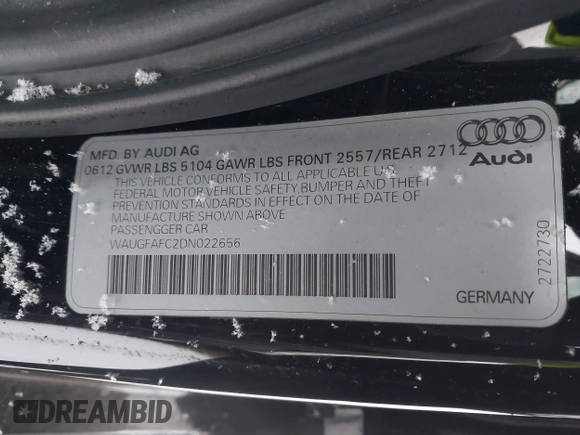 MFD. BY AUDI AG
0612 GVWR LBS 5104 GAWR LBS FRONT 2557/REAR 2712
THIS VEHICLE CONFORMS TO ALL APPLICABLE U.S.
FEDERAL MOTOR VEHICLE SAFETY,BUMPER AND THEFT
PREVENTION STANDARDS IN EFFECT ON THE DATE OF
MANUFACTURE SHOWN ABOVE
PASSENGGER CAR
WAUGFAFC2DN022656
GERMANY
Audi
2722730
DREAMBID